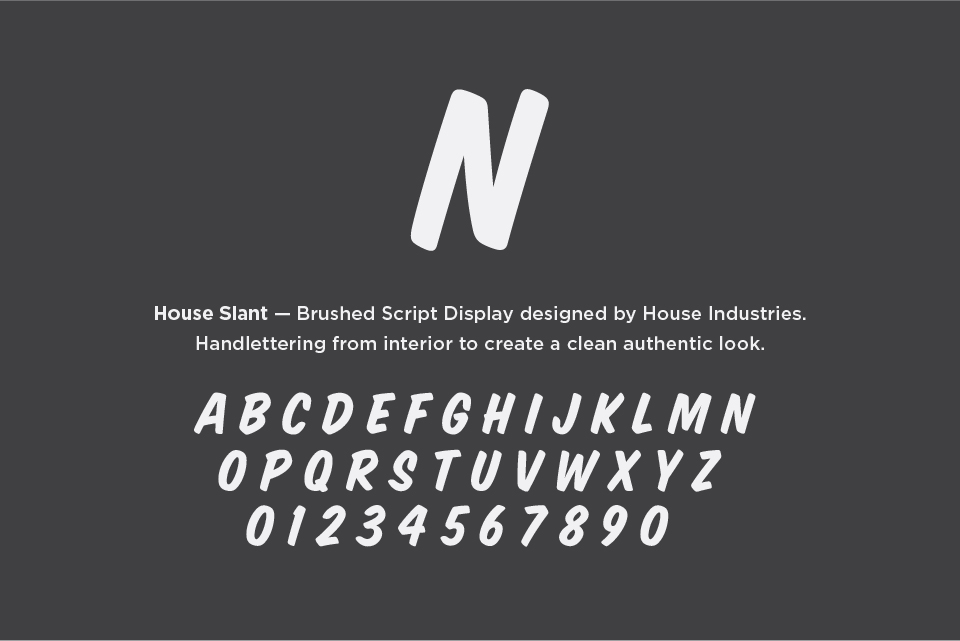 N
House Slant — Brushed Script Display designed by House Industries.
Handlettering from interior to create a clean authentic look.
ABCDEFGHIJKLMN
OPQRSTUVWXYZ
01234567890